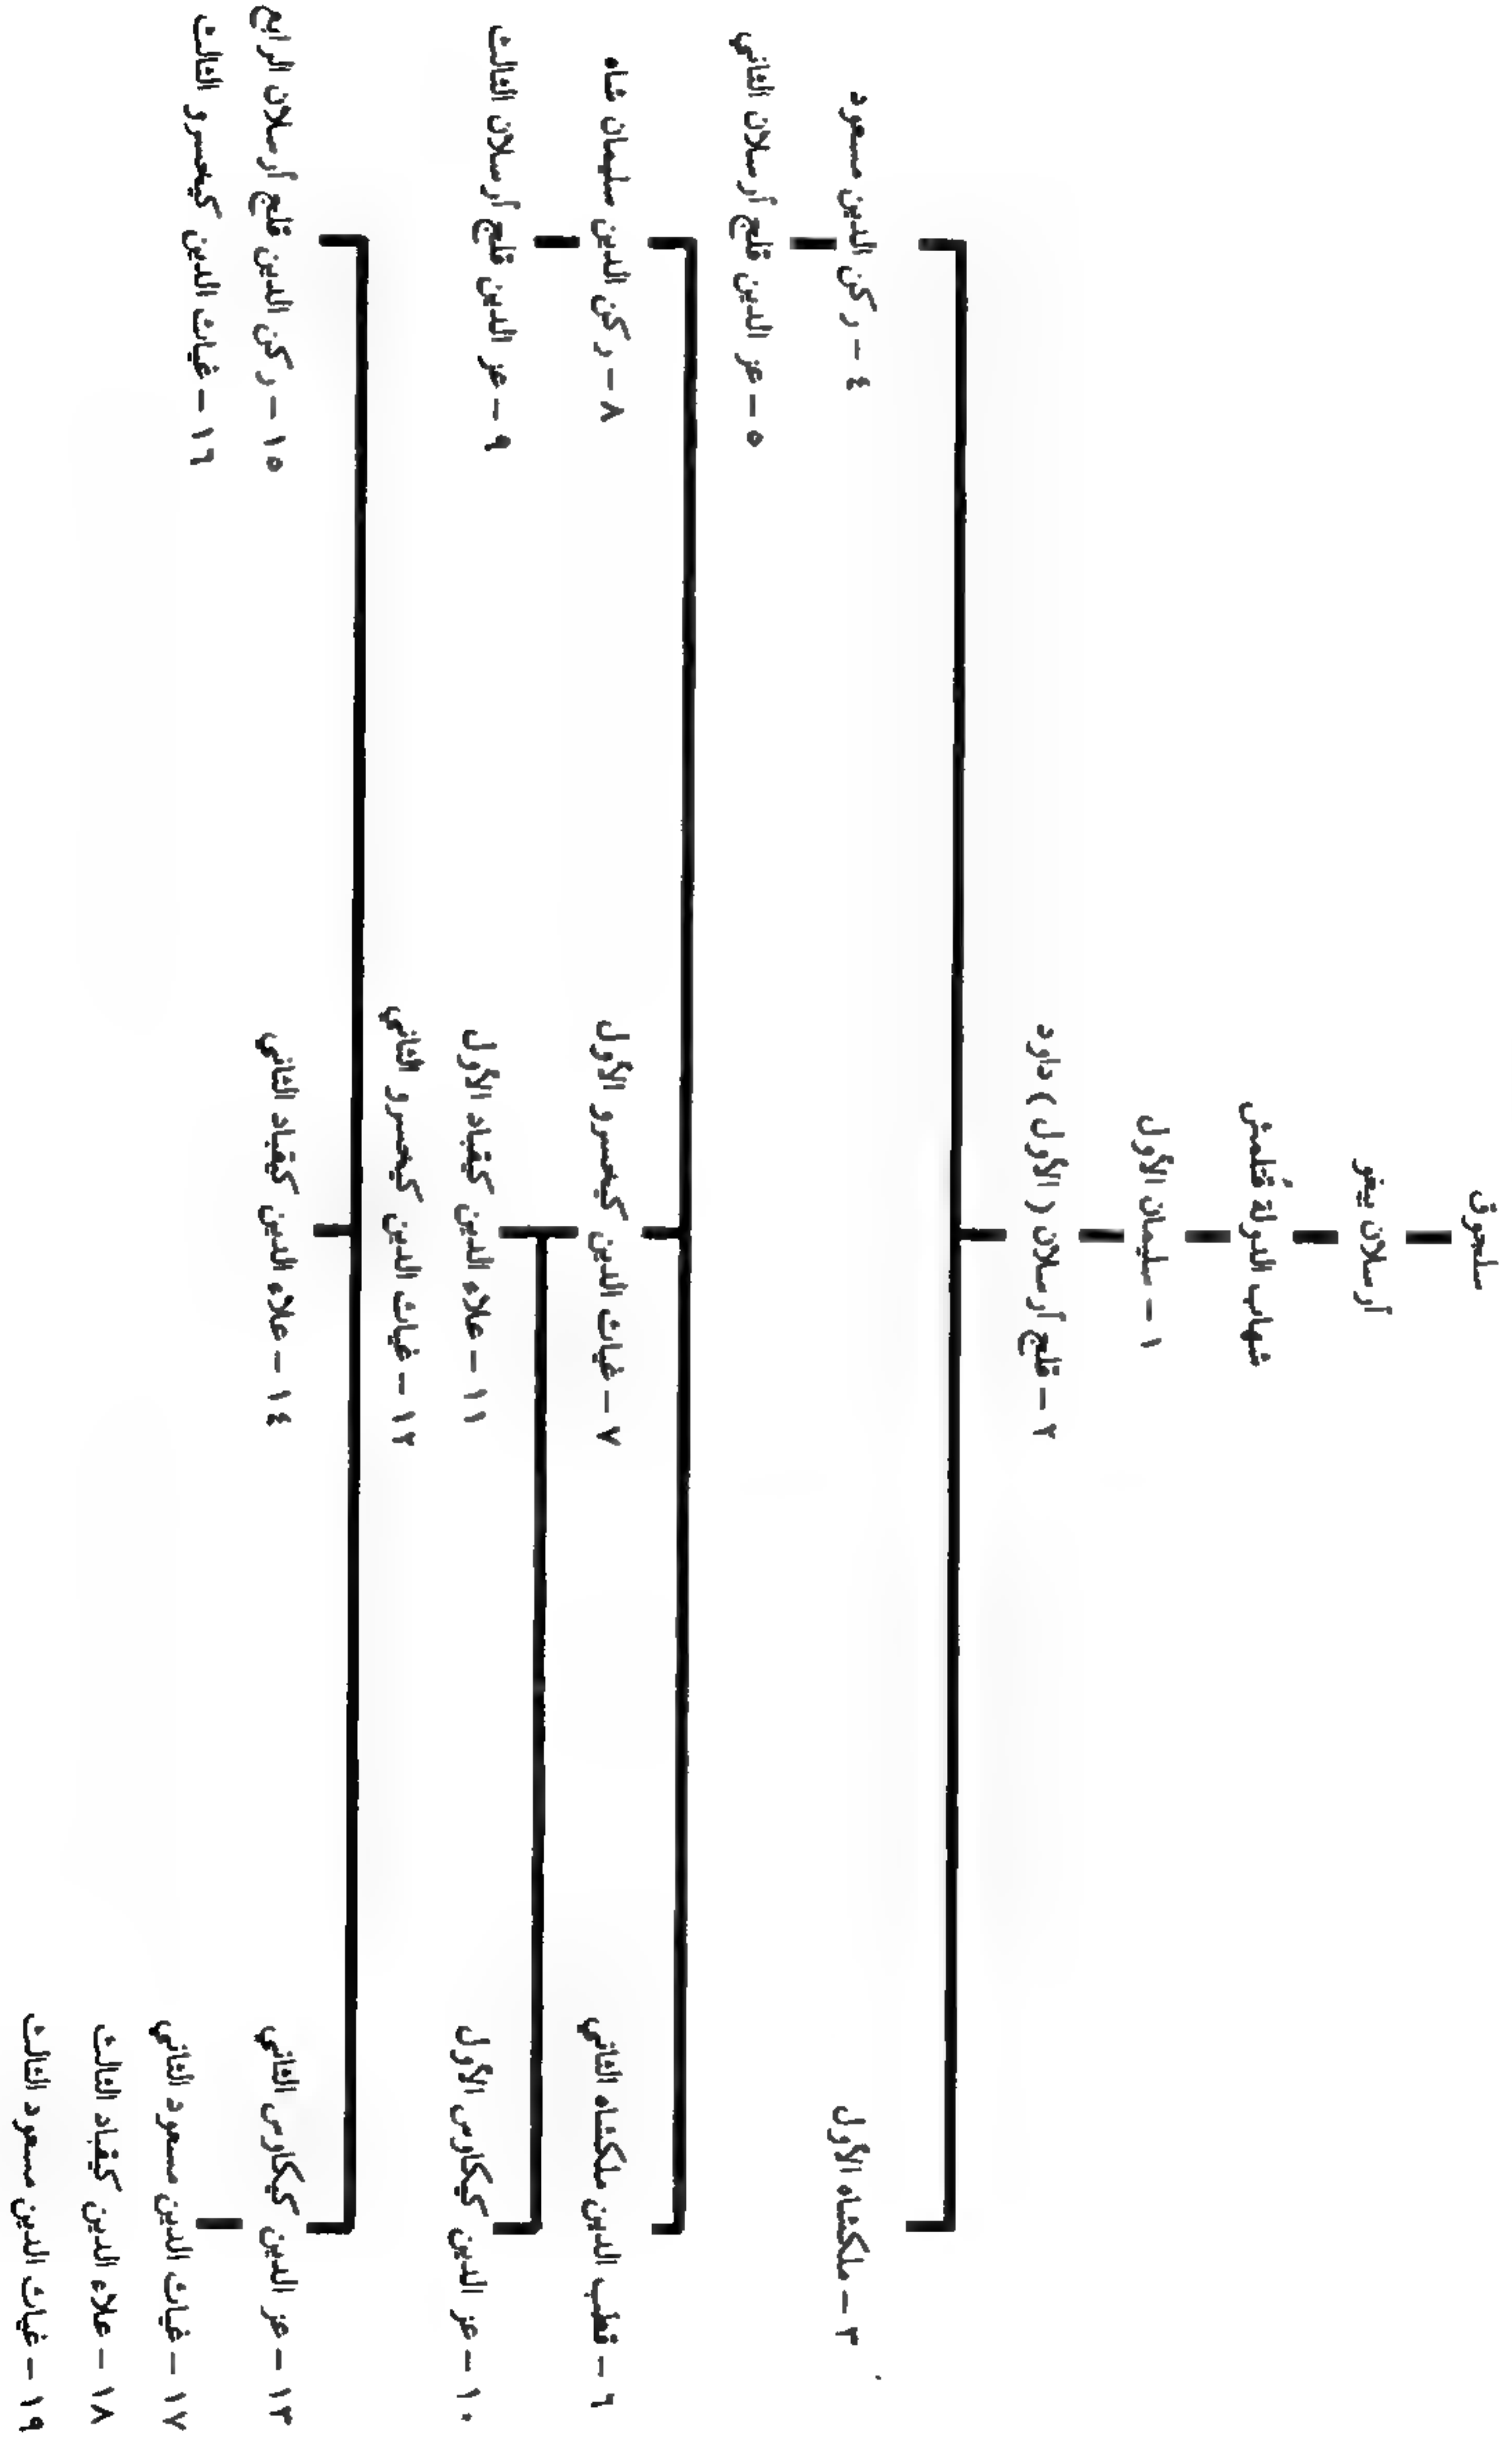 سلجوق
أرسلان بيغو
شهاب الدولة قُتلمش
١ - سليمان الأول
٢ - قلج أرسلان ( الأول ) داود
٣ - ملكشاه الأول
٤ - ركن الدين مسعود
٥ - عز الدين قلج أرسلان الثاني
٦ - قطب الدين ملكشاه الثاني
٧ - غياث الدين كيخسرو الأول
٨ - ركن الدين سليمان شاه
١٠ - عز الدين كيكاوس الأول
١١ - علاء الدين كيقباد الأول
٩ - عز الدين قلج أرسلان الثالث
١٢ - غياث الدين كيخسرو الثاني
١٣ - عز الدين كيكاوس الثاني
١٤ - علاء الدين كيقباد الثاني
١٥ - ركن الدين قلج أرسلان الرابع
١٧ - غياث الدين مسعود الثاني
١٦ - غياث الدين كيخسرو الثالث
١٨ - علاء الدين كيقباد الثالث
١٩ - غياث الدين مسعود الثالث